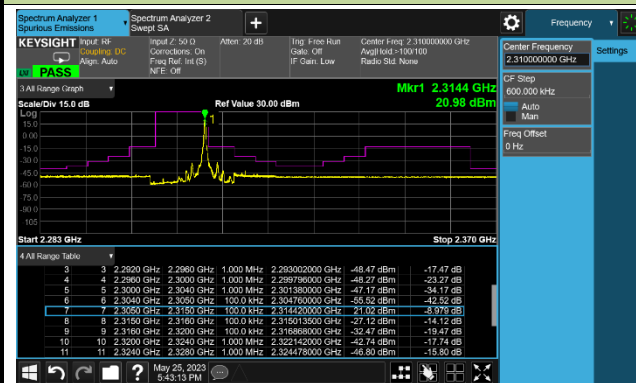 Spectrum Analyzer 1
Spurious Emissions
Spectrum Analyzer 2
Swept SA
Frequency
KEYSIGHT
Input: RF
Coupling: DC
Align: Auto
Input Z: 50 Ω
Corrections: On
Freq Ref: Int (S)
NFE: Off
Atten: 20 dB
Trig: Free Run
Gate: Off
IF Gain: Low
Center Freq: 2.310000000 GHz
Avg|Hold:>100/100
Radio Std: None
PASS
Center Frequency
2.310000000 GHz
Settings
CF Step
600.000 kHz
Auto
Man
Freq Offset
0 Hz
3 All Range Graph
Mkr1 2.3144 GHz
20.98 dBm
Scale/Div 15.0 dB
Ref Value 30.00 dBm
Log
15.0
0.00
-15.0
-30.0
-45.0
-60.0
-75.0
-90.0
-105
1
Start 2.283 GHz
Stop 2.370 GHz
4 All Range Table
3 3 2.2920 GHz 2.2960 GHz 1.000 MHz 2.293002000 GHz -48.47 dBm -17.47 dB
4 4 2.2960 GHz 2.3000 GHz 1.000 MHz 2.299796000 GHz -48.27 dBm -23.27 dB
5 5 2.3000 GHz 2.3040 GHz 1.000 MHz 2.301380000 GHz -47.17 dBm -34.17 dB
6 6 2.3040 GHz 2.3050 GHz 100.0 kHz 2.304760000 GHz -55.52 dBm -42.52 dB
7 7 2.3050 GHz 2.3150 GHz 100.0 kHz 2.314420000 GHz 21.02 dBm -8.979 dB
8 8 2.3150 GHz 2.3160 GHz 100.0 kHz 2.315013500 GHz -27.12 dBm -14.12 dB
9 9 2.3160 GHz 2.3200 GHz 100.0 kHz 2.316868000 GHz -32.47 dBm -19.47 dB
10 10 2.3200 GHz 2.3240 GHz 1.000 MHz 2.322142000 GHz -42.74 dBm -17.74 dB
11 11 2.3240 GHz 2.3280 GHz 1.000 MHz 2.324478000 GHz -46.80 dBm -15.80 dB
May 25, 2023
5:43:13 PM